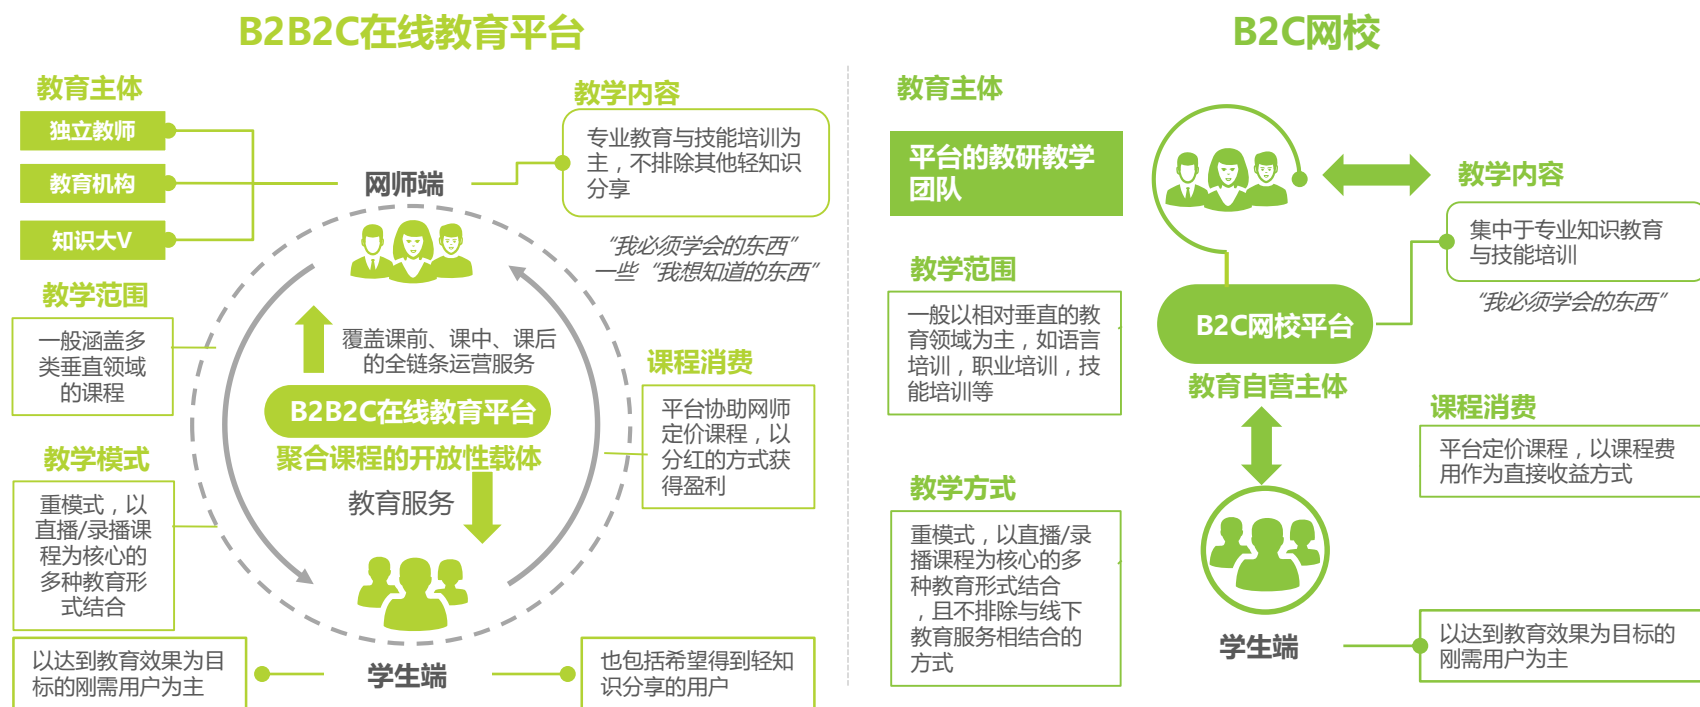 B2B2C在线教育平台
教育主体
独立教师
教育机构
知识大V
网师端
教学内容
专业教育与技能培训为
主，不排除其他轻知识
分享
“我必须学会的东西”
一些“我想知道的东西”
教学范围
一般涵盖多
类垂直领域
的课程
覆盖课前、课中、课后
的全链条运营服务
B2B2C在线教育平台
聚合课程的开放性载体
教育服务
课程消费
平台协助网师
定价课程，以
分红的方式获
得盈利
教学模式
重模式，以
直播/录播课
程为核心的
多种教育形
式结合
以达到教育效果为目
标的刚需用户为主
学生端
也包括希望得到轻知
识分享的用户
B2C网校
教育主体
平台的教研教学
团队
教学内容
集中于专业知识教育
与技能培训
“我必须学会的东西”
教学范围
一般以相对垂直的教
育领域为主，如语言
培训，职业培训，技
能培训等
B2C网校平台
教育自营主体
课程消费
平台定价课程，以课程费
用作为直接收益方式
教学方式
重模式，以直播/录
播课程为核心的多
种教育形式结合
，且不排除与线下
教育服务相结合的
方式
学生端
以达到教育效果为目标的
刚需用户为主